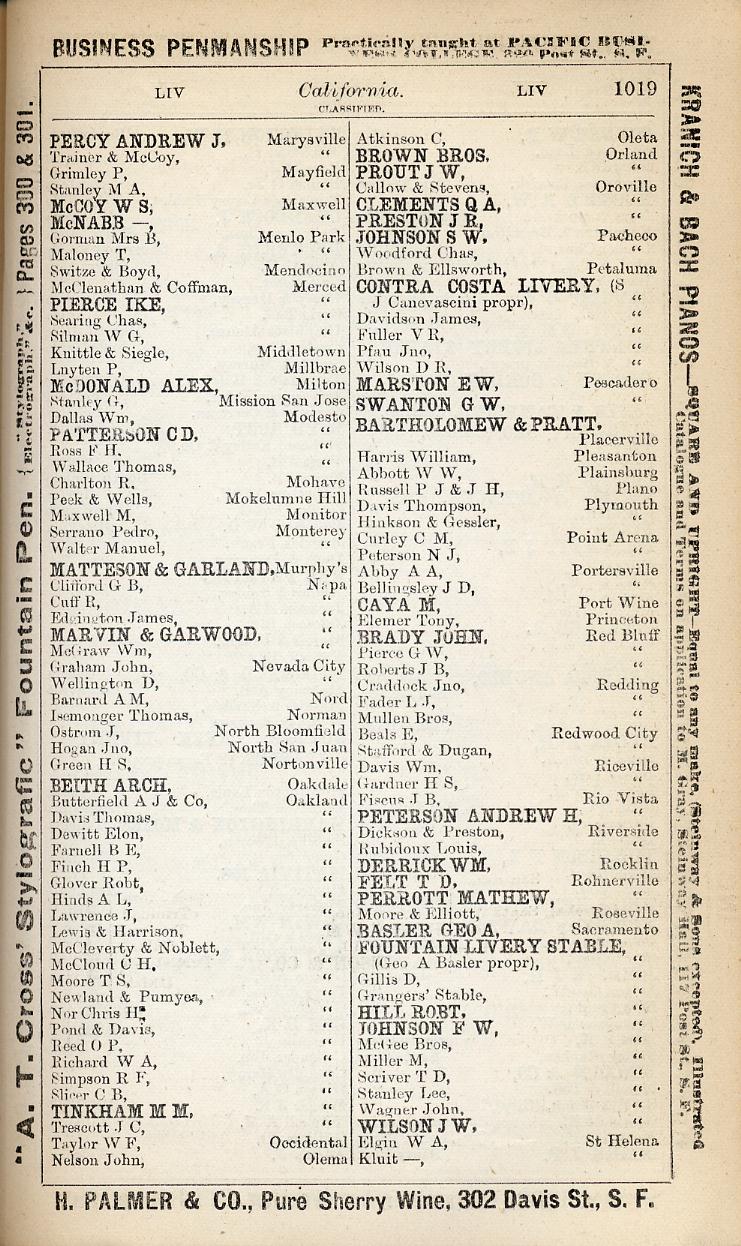 BUSINESS PENMANSHIP Practically taught at PACIFIC BUSI-
NESS COLLEGE 320 Post St., S. F.
LIV California. LIV 1019
CLASSIFIED.
PERCY ANDREW J, Marysville
Trainer & McCoy, "
Grimley P, Mayfield
Stanley M A, "
McCOY W S, Maxwell
McNABB —, "
Gorman Mrs B, Menlo Park
Maloney T, "
Switze & Boyd, Mendocino
McClenathan & Coffman, Merced
PIERCE IKE, "
Searing Chas, "
Silman W G, "
Knittle & Siegle, Middletown
Luyten P, Millbrae
McDONALD ALEX, Milton
Stanley G, Mission San Jose
Dallas Wm, Modesto
PATTERSON C D, "
Ross F H, "
Wallace Thomas, "
Charlton R, Mohave
Peek & Wells, Mokelumne Hill
Maxwell M, Monitor
Serrano Pedro, Monterey
Walter Manuel, "
MATTESON & GARLAND, Murphy's
Clifford G B, Napa
Cuff R, "
Edgington James, "
MARVIN & GARWOOD, "
McGraw Wm, "
Graham John, Nevada City
Wellington D, "
Barnard A M, Nord
Isemonger Thomas, Norman
Ostrom J, North Bloomfield
Hogan Jno, North San Juan
Green H S, Nortonville
BEITH ARCH, Oakdale
Butterfield A J & Co, Oakland
Davis Thomas, "
Dewitt Elon, "
Farnell B E, "
Finch H P, "
Glover Robt, "
Hinds A L, "
Lawrence J, "
Lewis & Harrison, "
McCleverty & Noblett, "
McCloud C H, "
Moore T S, "
Newland & Pumyea, "
Nor Chris H, "
Pond & Davis, "
Reed O P, "
Richard W A, "
Simpson R F, "
Slicer C B, "
TINKHAM M M, "
Trescott J C, "
Taylor W F, Occidental
Nelson John, Olema
Atkinson C, Oleta
BROWN BROS, Orland
PROUT J W, "
Callow & Stevens, Oroville
CLEMENTS Q A, "
PRESTON J R, "
JOHNSON S W, Pacheco
Woodford Chas, "
Brown & Ellsworth, Petaluma
CONTRA COSTA LIVERY, (S
J Canevascini propr), "
Davidson James, "
Fuller V R, "
Pfau Jno, "
Wilson D R, "
MARSTON E W, Pescadero
SWANTON G W, "
BARTHOLOMEW & PRATT,
Placerville
Harris William, Pleasanton
Abbott W W, Plainsburg
Russell P J & J H, Plano
Davis Thompson, Plymouth
Hinkson & Gessler, "
Curley C M, Point Arena
Peterson N J, "
Abby A A, Portersville
Bellingsley J D, "
CAYA M, Port Wine
Elemer Tony, Princeton
BRADY JOHN, Red Bluff
Pierce G W, "
Roberts J B, "
Craddock Jno, Redding
Fader L J, "
Mullen Bros, "
Beals E, Redwood City
Stafford & Dugan, "
Davis Wm, Riceville
Gardner H S, "
Fiscus J B, Rio Vista
PETERSON ANDREW H, "
Dickson & Preston, Riverside
Rubidoux Louis, "
DERRICK WM, Rocklin
FELT T D, Rohnerville
PERROTT MATHEW, "
Moore & Elliott, Roseville
BASLER GEO A, Sacramento
FOUNTAIN LIVERY STABLE,
(Geo A Basler propr), "
Gillis D, "
Grangers' Stable, "
HILL ROBT, "
JOHNSON F W, "
McGee Bros, "
Miller M, "
Scriver T D, "
Stanley Lee, "
Wagner John, "
WILSON J W, "
Elgin W A, St Helena
Kluit —, "
"A. T. Cross' Stylografic" Fountain Pen. { "Stylograph," Electrograph," &c. } Pages 300 & 301.
KRANICH & BACH PIANOS—SQUARE AND UPRIGHT—Equal to any make, (Steinway & Sons excepted). Illustrated
Catalogue and Terms on application to M. Gray, Steinway Hall, 117 Post St., S. F.
H. PALMER & CO., Pure Sherry Wine, 302 Davis St., S. F.